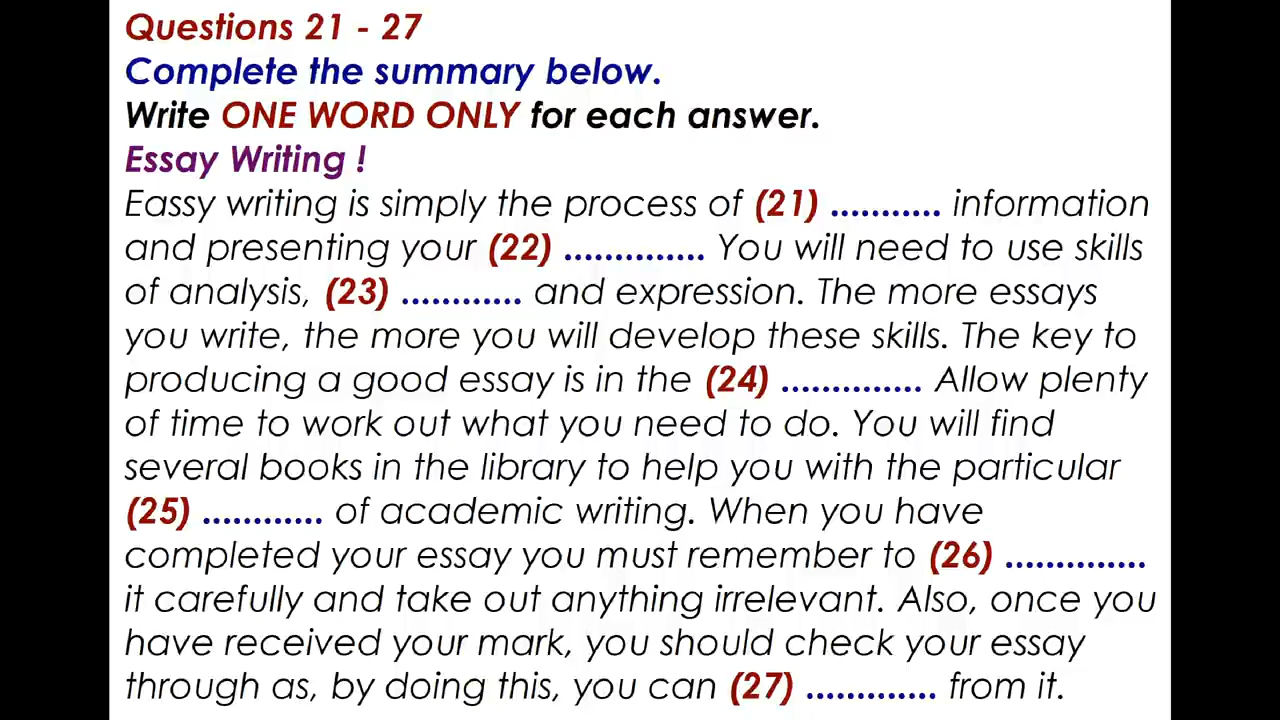 Questions 21 - 27
Complete the summary below.
Write ONE WORD ONLY for each answer.
Essay Writing !
Eassy writing is simply the process of (21) ........... information
and presenting your (22) .............. You will need to use skills
of analysis, (23) ............ and expression. The more essays
you write, the more you will develop these skills. The key to
producing a good essay is in the (24) .............. Allow plenty
of time to work out what you need to do. You will find
several books in the library to help you with the particular
(25) ............ of academic writing. When you have
completed your essay you must remember to (26) ..............
it carefully and take out anything irrelevant. Also, once you
have received your mark, you should check your essay
through as, by doing this, you can (27) ............. from it.